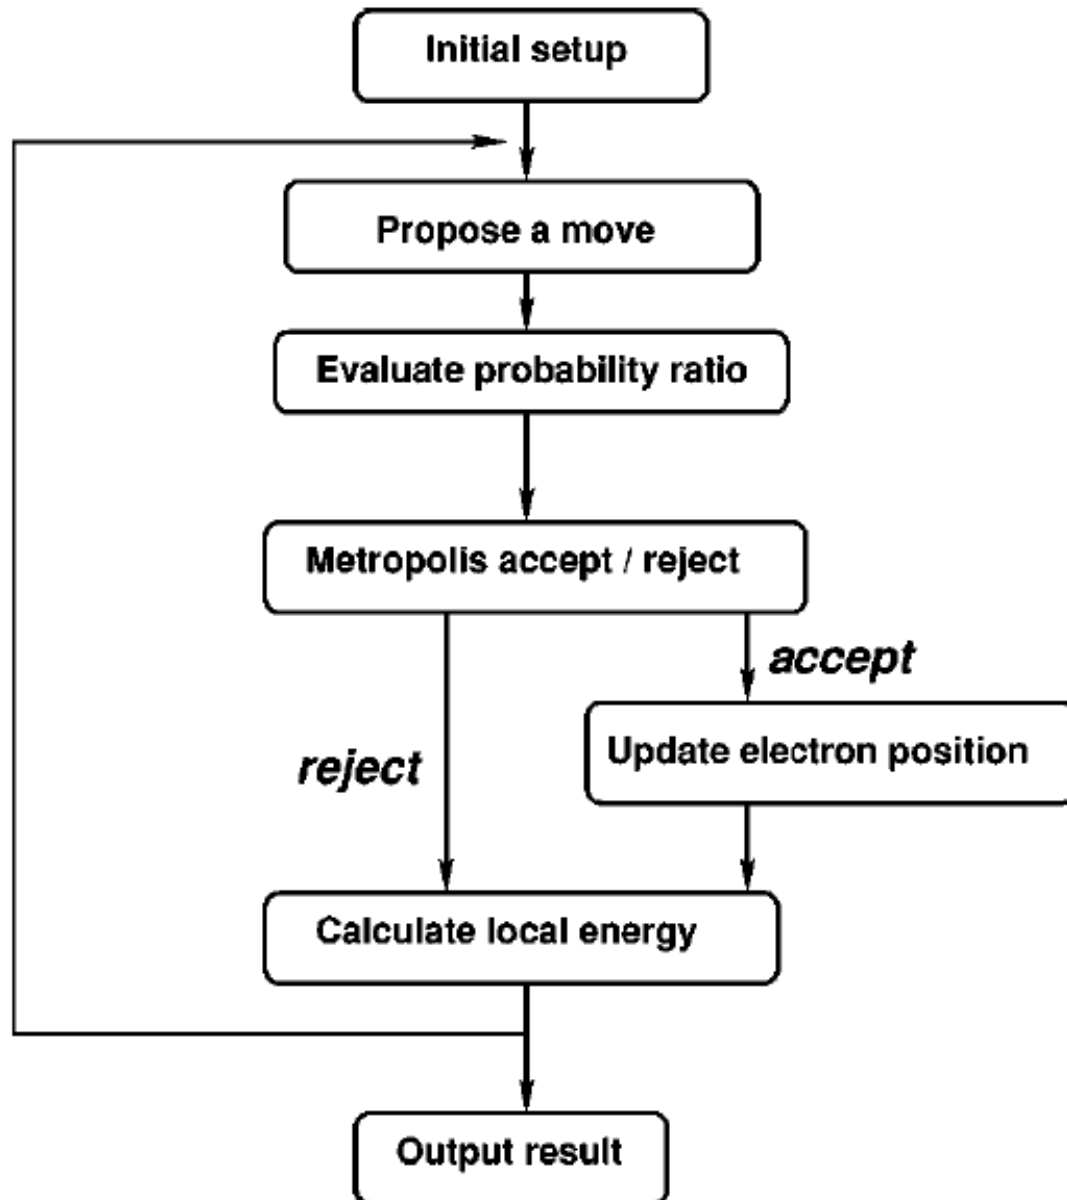 Initial setup
Propose a move
Evaluate probability ratio
Metropolis accept / reject
accept
Update electron position
reject
Calculate local energy
Output result